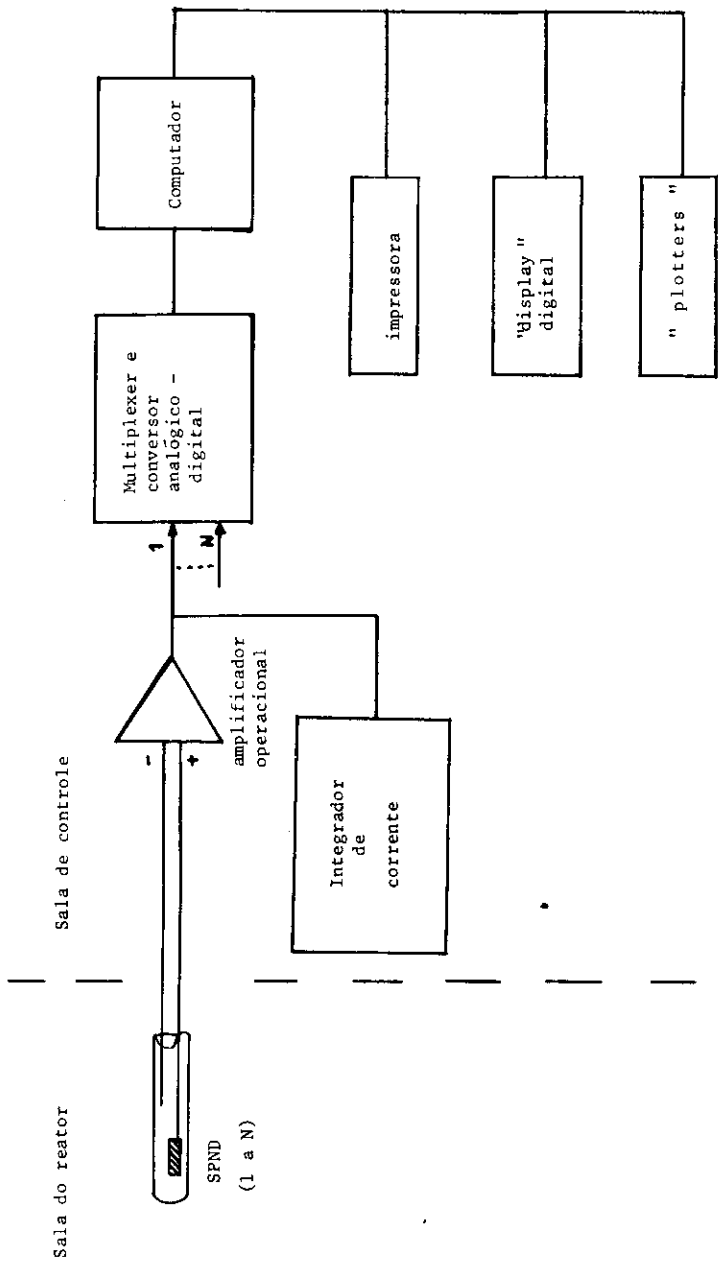 Sala do reator
Sala de controle
SPND
(1 a N)
-
+
amplificador
operacional
Integrador
de
corrente
1
N
Multiplexer e
conversor
analógico -
digital
Computador
impressora
"display"
digital
" plotters "